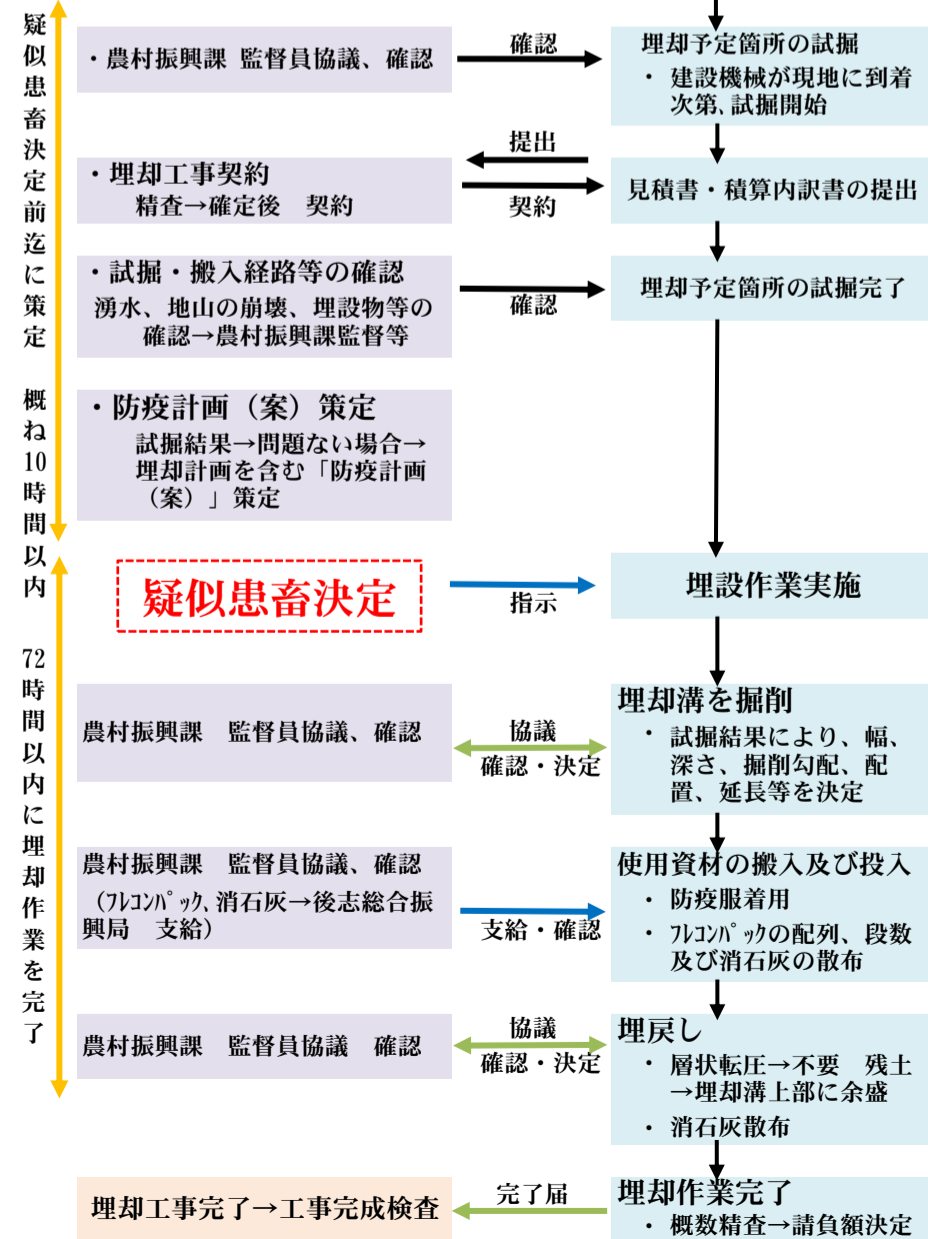 疑似患畜決定前迄に策定　概ね10時間以内
・農村振興課 監督員協議、確認
確認
埋却予定箇所の試掘
・ 建設機械が現地に到着
次第、試掘開始
・埋却工事契約
精査→確定後　契約
提出
契約
見積書・積算内訳書の提出
・試掘・搬入経路等の確認
湧水、地山の崩壊、埋設物等の
確認→農村振興課監督等
確認
埋却予定箇所の試掘完了
・防疫計画（案）策定
試掘結果→問題ない場合→
埋却計画を含む「防疫計画
（案）」策定
72時間以内に埋却作業を完了
疑似患畜決定
指示
埋設作業実施
農村振興課　監督員協議、確認
協議
確認・決定
埋却溝を掘削
・ 試掘結果により、幅、
深さ、掘削勾配、配
置、延長等を決定
農村振興課　監督員協議、確認
（ﾌﾚｺﾝﾊﾟｯｸ、消石灰→後志総合振
興局　支給）
支給・確認
使用資材の搬入及び投入
・ 防疫服着用
・ ﾌﾚｺﾝﾊﾟｯｸの配列、段数
及び消石灰の散布
農村振興課　監督員協議　確認
協議
確認・決定
埋戻し
・ 層状転圧→不要　残土
→埋却溝上部に余盛
・ 消石灰散布
埋却工事完了→工事完成検査
完了届
埋却作業完了
・ 概数精査→請負額決定